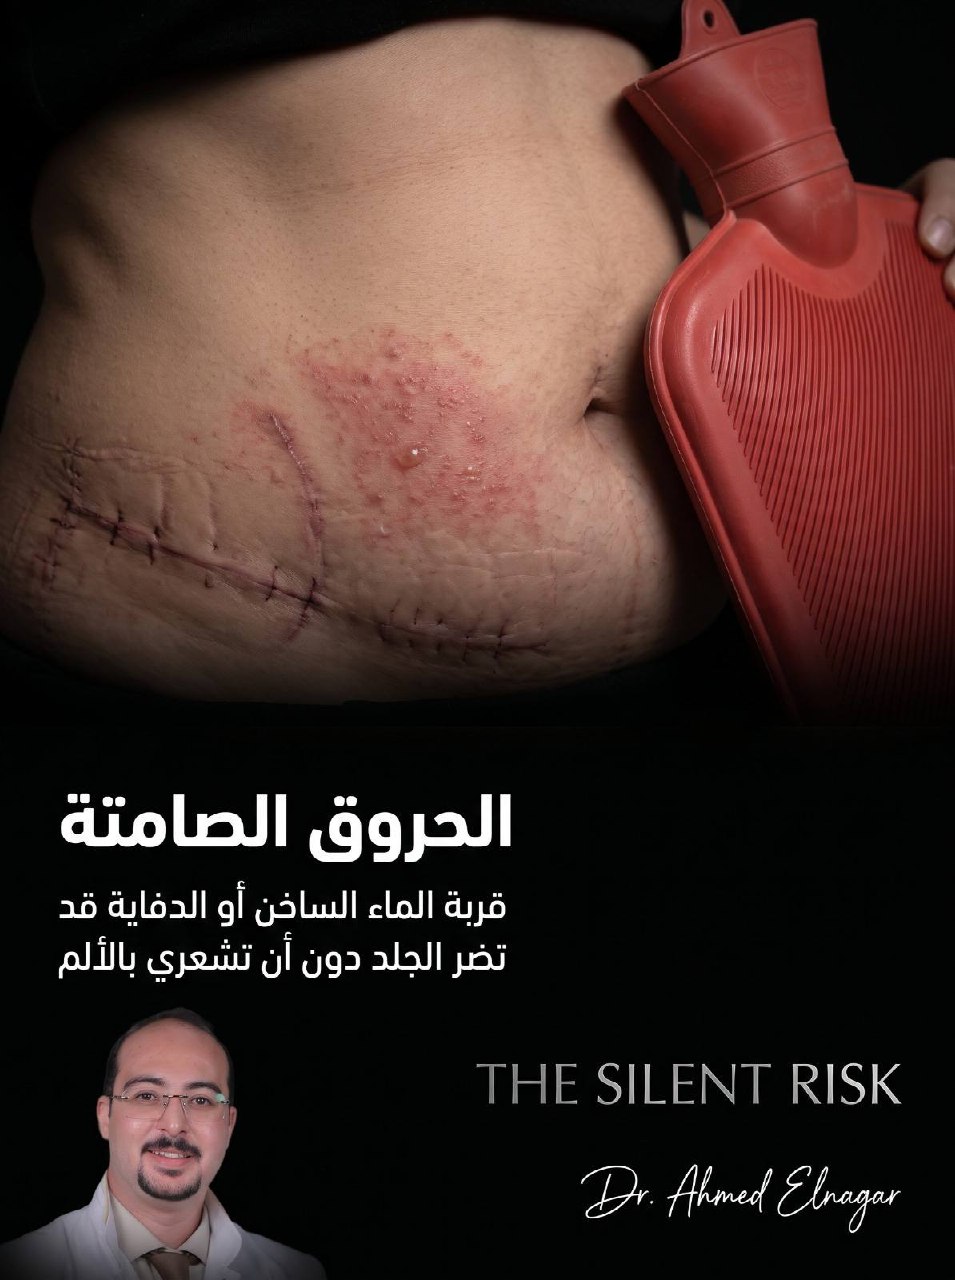 الحروق الصامتة
قربة الماء الساخن أو الدفاية قد
تضر الجلد دون أن تشعري بالألم
THE SILENT RISK
Dr. Ahmed Elnagar